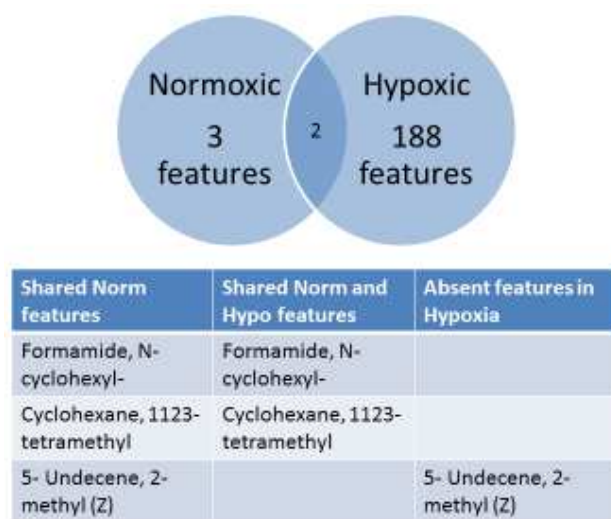 Normoxic
3
features
2
Hypoxic
188
features
Shared Norm
features
Shared Norm and
Hypo features
Absent features in
Hypoxia
Formamide, N-
cyclohexyl-
Formamide, N-
cyclohexyl-
Cyclohexane, 1123-
tetramethyl
Cyclohexane, 1123-
tetramethyl
5- Undecene, 2-
methyl (Z)
5- Undecene, 2-
methyl (Z)